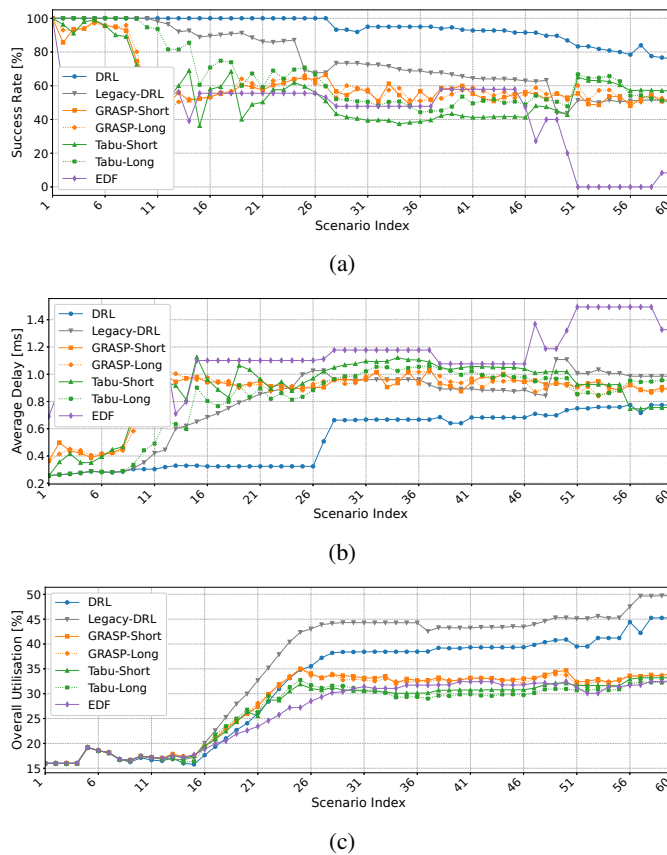 100
80
60
40
20
0
Success Rate [%]
DRL
Legacy-DRL
GRASP-Short
GRASP-Long
Tabu-Short
Tabu-Long
EDF
1 6 11 16 21 26 31 36 41 46 51 56 60
Scenario Index
(a)
1.4
1.2
1.0
0.8
0.6
0.4
0.2
Average Delay [ms]
DRL
Legacy-DRL
GRASP-Short
GRASP-Long
Tabu-Short
Tabu-Long
EDF
1 6 11 16 21 26 31 36 41 46 51 56 60
Scenario Index
(b)
50
45
40
35
30
25
20
15
Overall Utilisation [%]
DRL
Legacy-DRL
GRASP-Short
GRASP-Long
Tabu-Short
Tabu-Long
EDF
1 6 11 16 21 26 31 36 41 46 51 56 60
Scenario Index
(c)